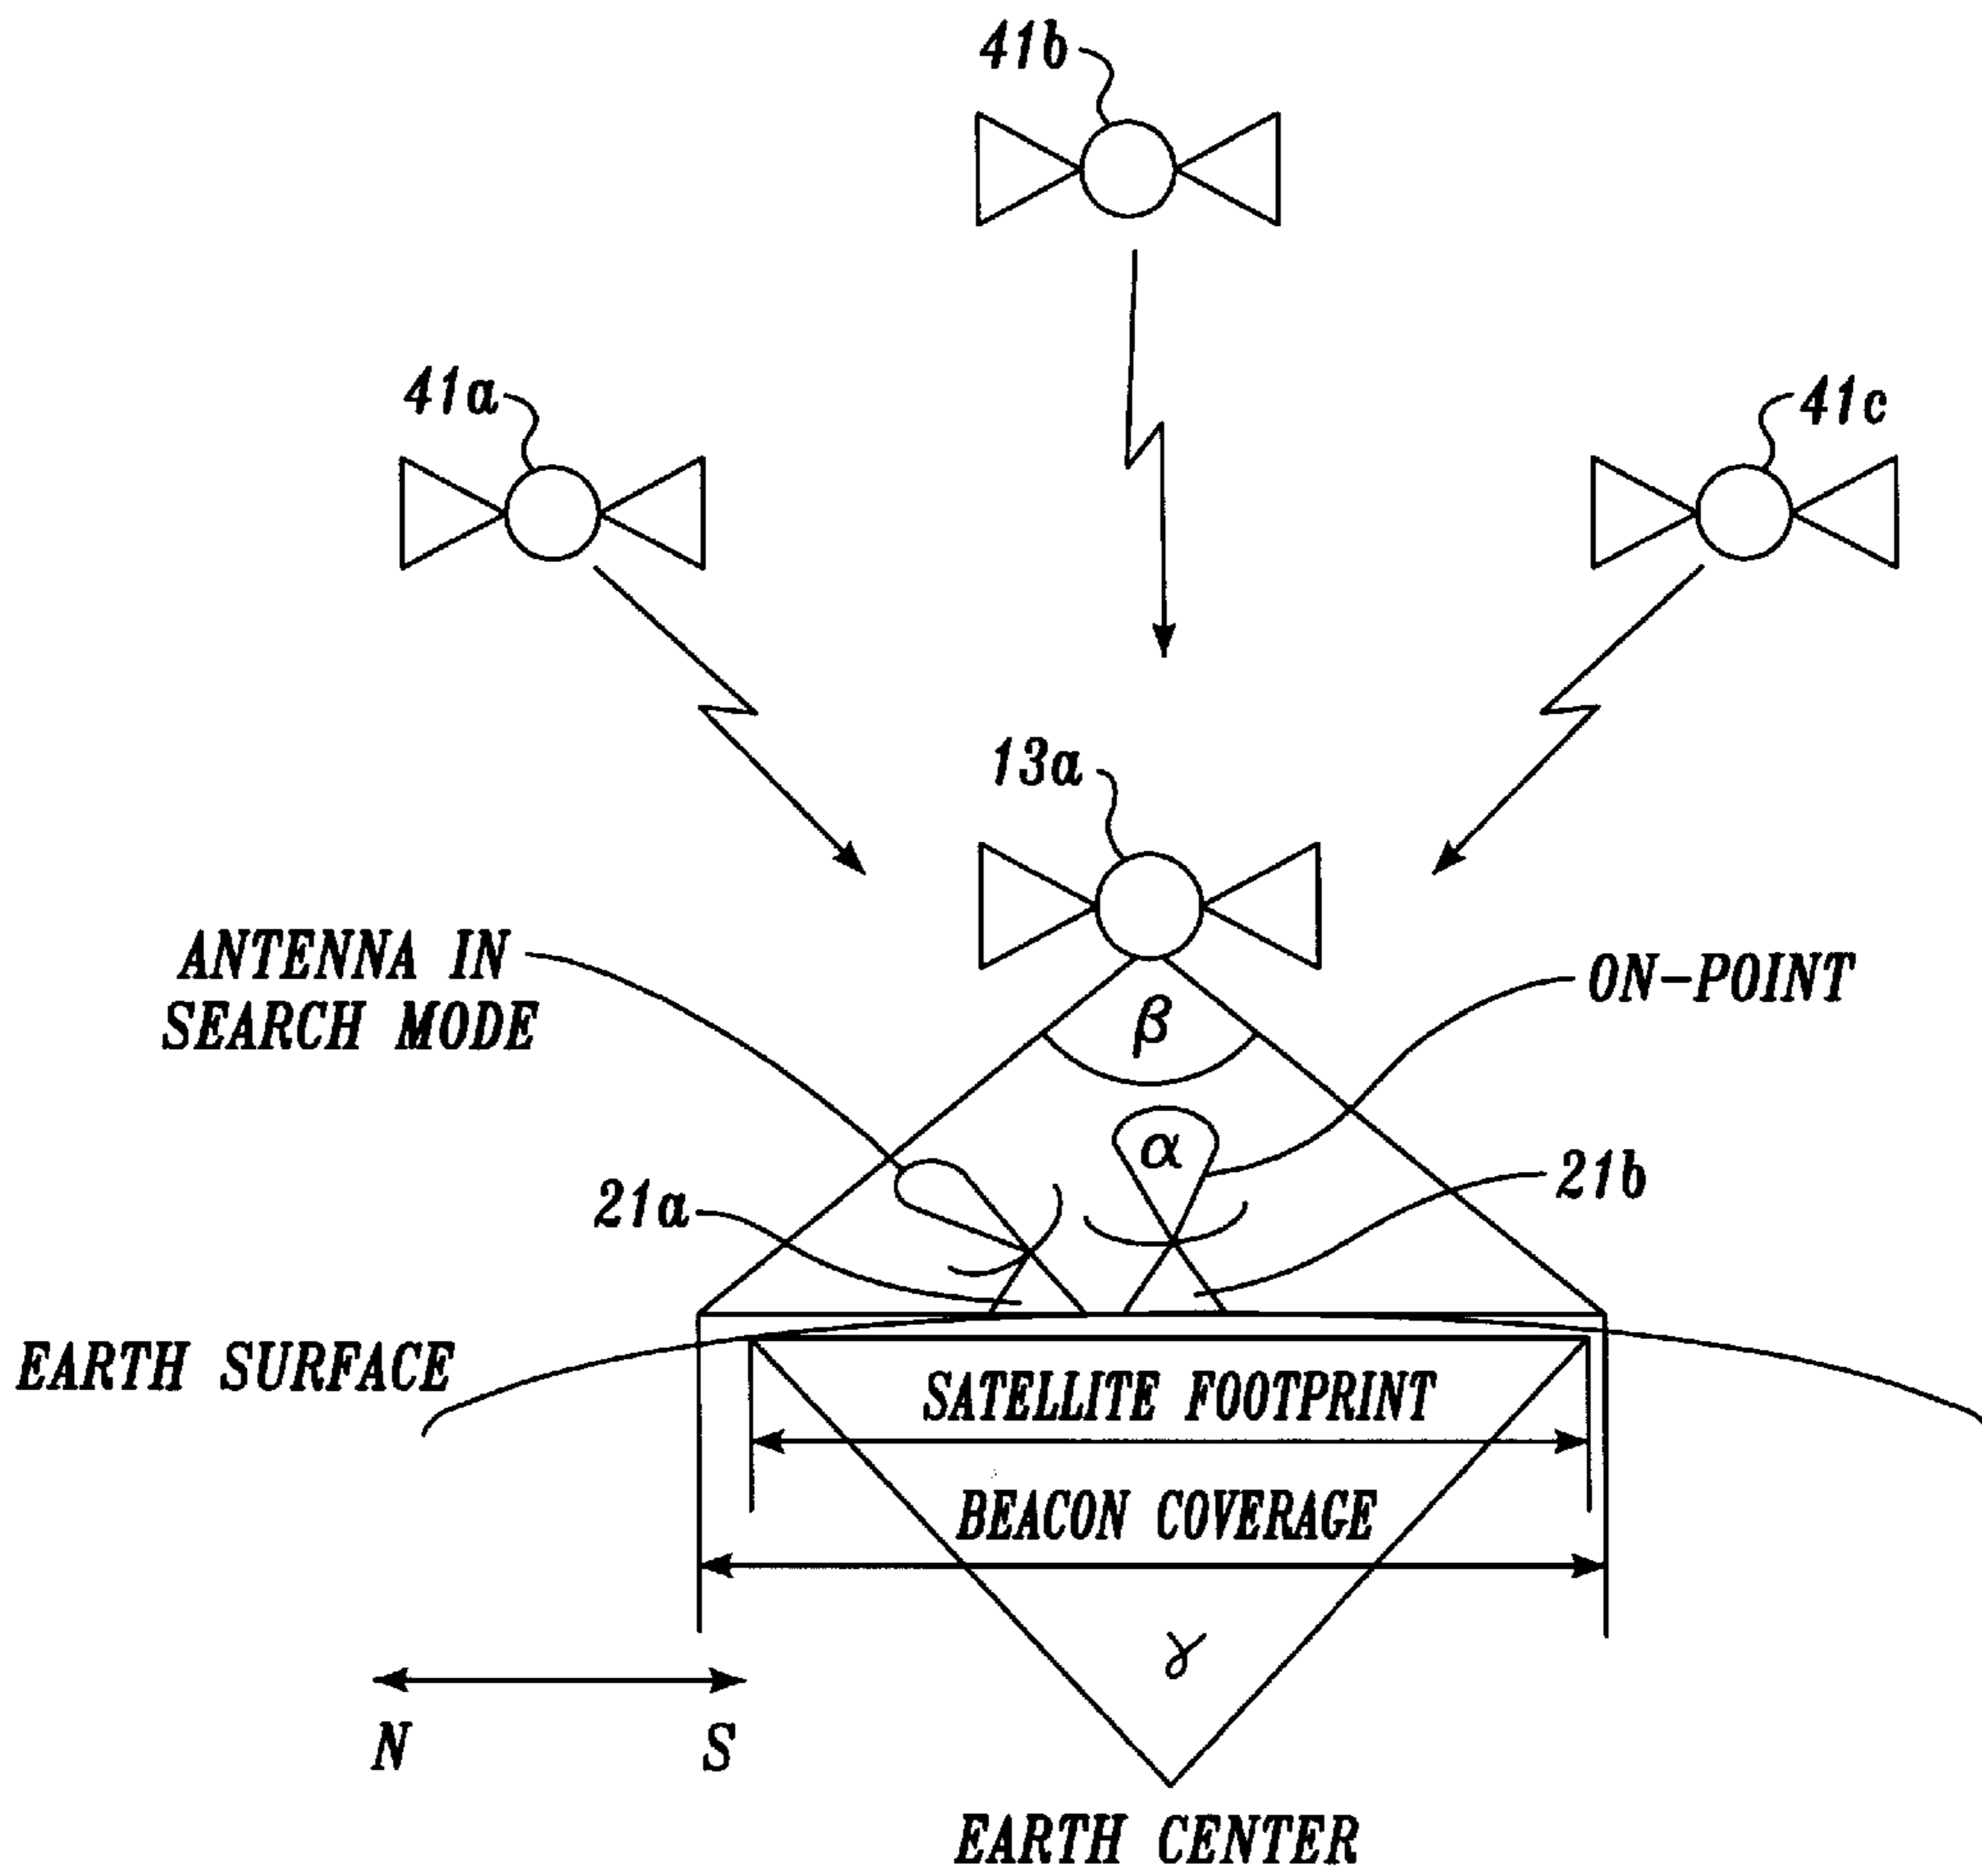 41b
41a
41c
13a
ANTENNA IN
SEARCH MODE
ON-POINT
β
α
21a
21b
EARTH SURFACE
SATELLITE FOOTPRINT
BEACON COVERAGE
γ
N
S
EARTH CENTER